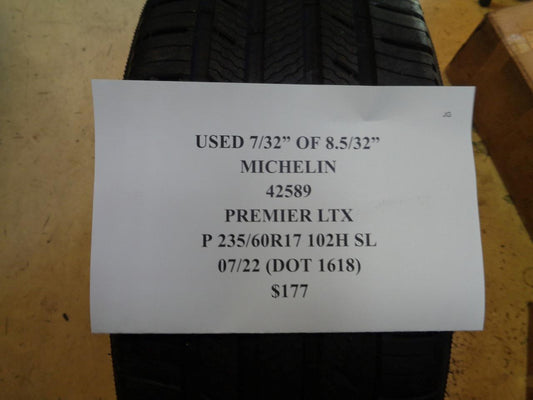 USED 7/32” OF 8.5/32”
MICHELIN
42589
PREMIER LTX
P 235/60R17 102H SL
07/22 (DOT 1618)
$177